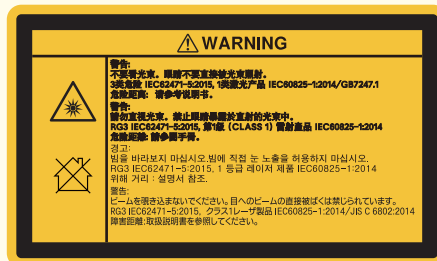 WARNING
警告:
不要看光束。眼睛不要直接被光束照射。
3类危险 IEC62471-5:2015, 1类激光产品 IEC60825-1:2014/GB7247.1
危险距离: 请参考说明书。
警告:
請勿直視光束。禁止眼睛暴露於直射的光束中。
RG3 IEC62471-5:2015, 第1級 (CLASS 1) 雷射產品 IEC60825-1:2014
危險距離: 請參閱手冊。
경고:
빔을 바라보지 마십시오.빔에 직접 눈 노출을 허용하지 마십시오.
RG3 IEC62471-5:2015, 1 등급 레이저 제품 IEC60825-1:2014
위해 거리 : 설명서 참조.
警告:
ビームを覗き込まないでください。目へのビームの直接被ばくは禁じられています。
RG3 IEC62471-5:2015, クラス1レーザ製品 IEC60825-1:2014/JIS C 6802:2014
障害距離:取扱説明書を参照してください。